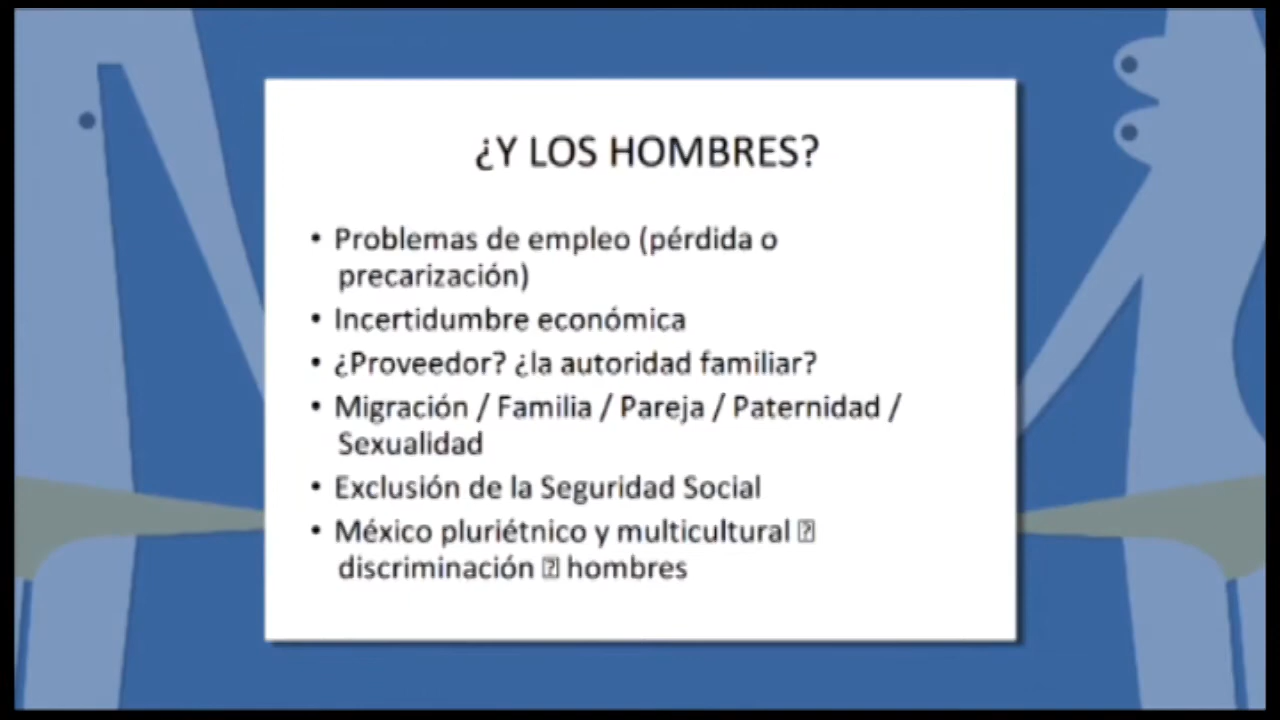 ¿Y LOS HOMBRES?
• Problemas de empleo (pérdida o
precarización)
• Incertidumbre económica
• ¿Proveedor? ¿la autoridad familiar?
• Migración / Familia / Pareja / Paternidad /
Sexualidad
• Exclusión de la Seguridad Social
• México pluriétnico y multicultural 
discriminación  hombres